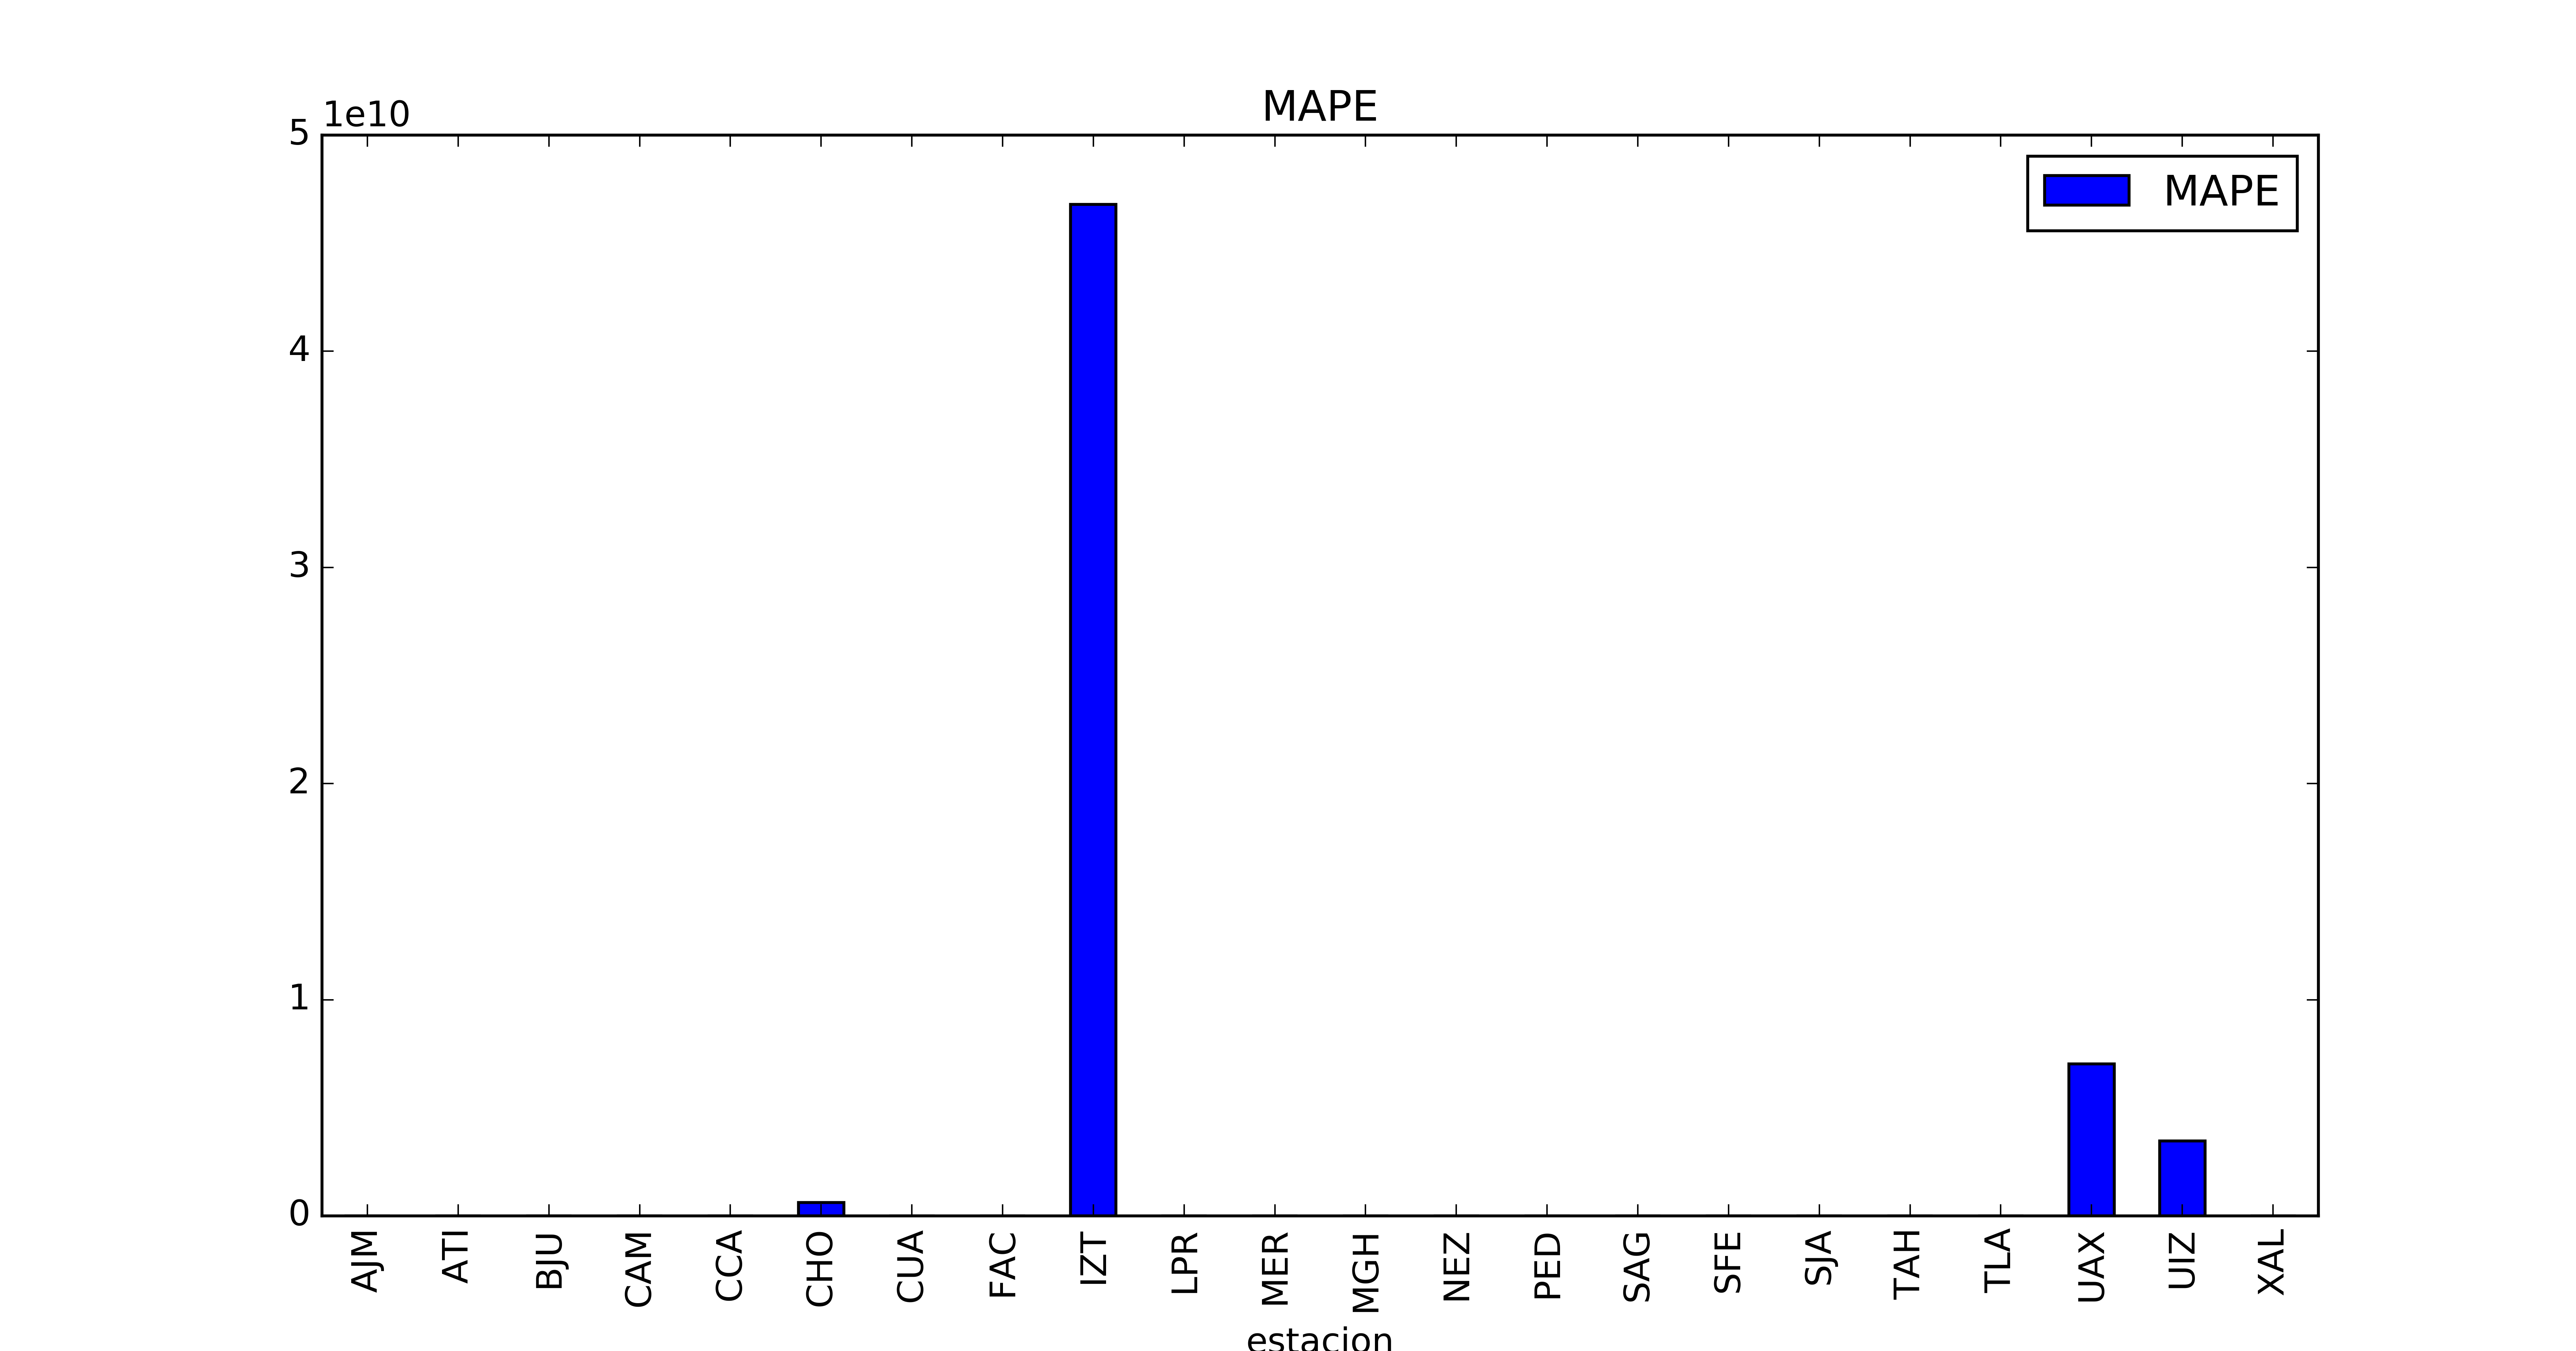 MAPE
1e10
MAPE
5
4
3
2
1
0
AJM ATI BJU CAM CCA CHO CUA FAC IZT LPR MER MGH NEZ PED SAG SFE SJA TAH TLA UAX UIZ XAL
estacion